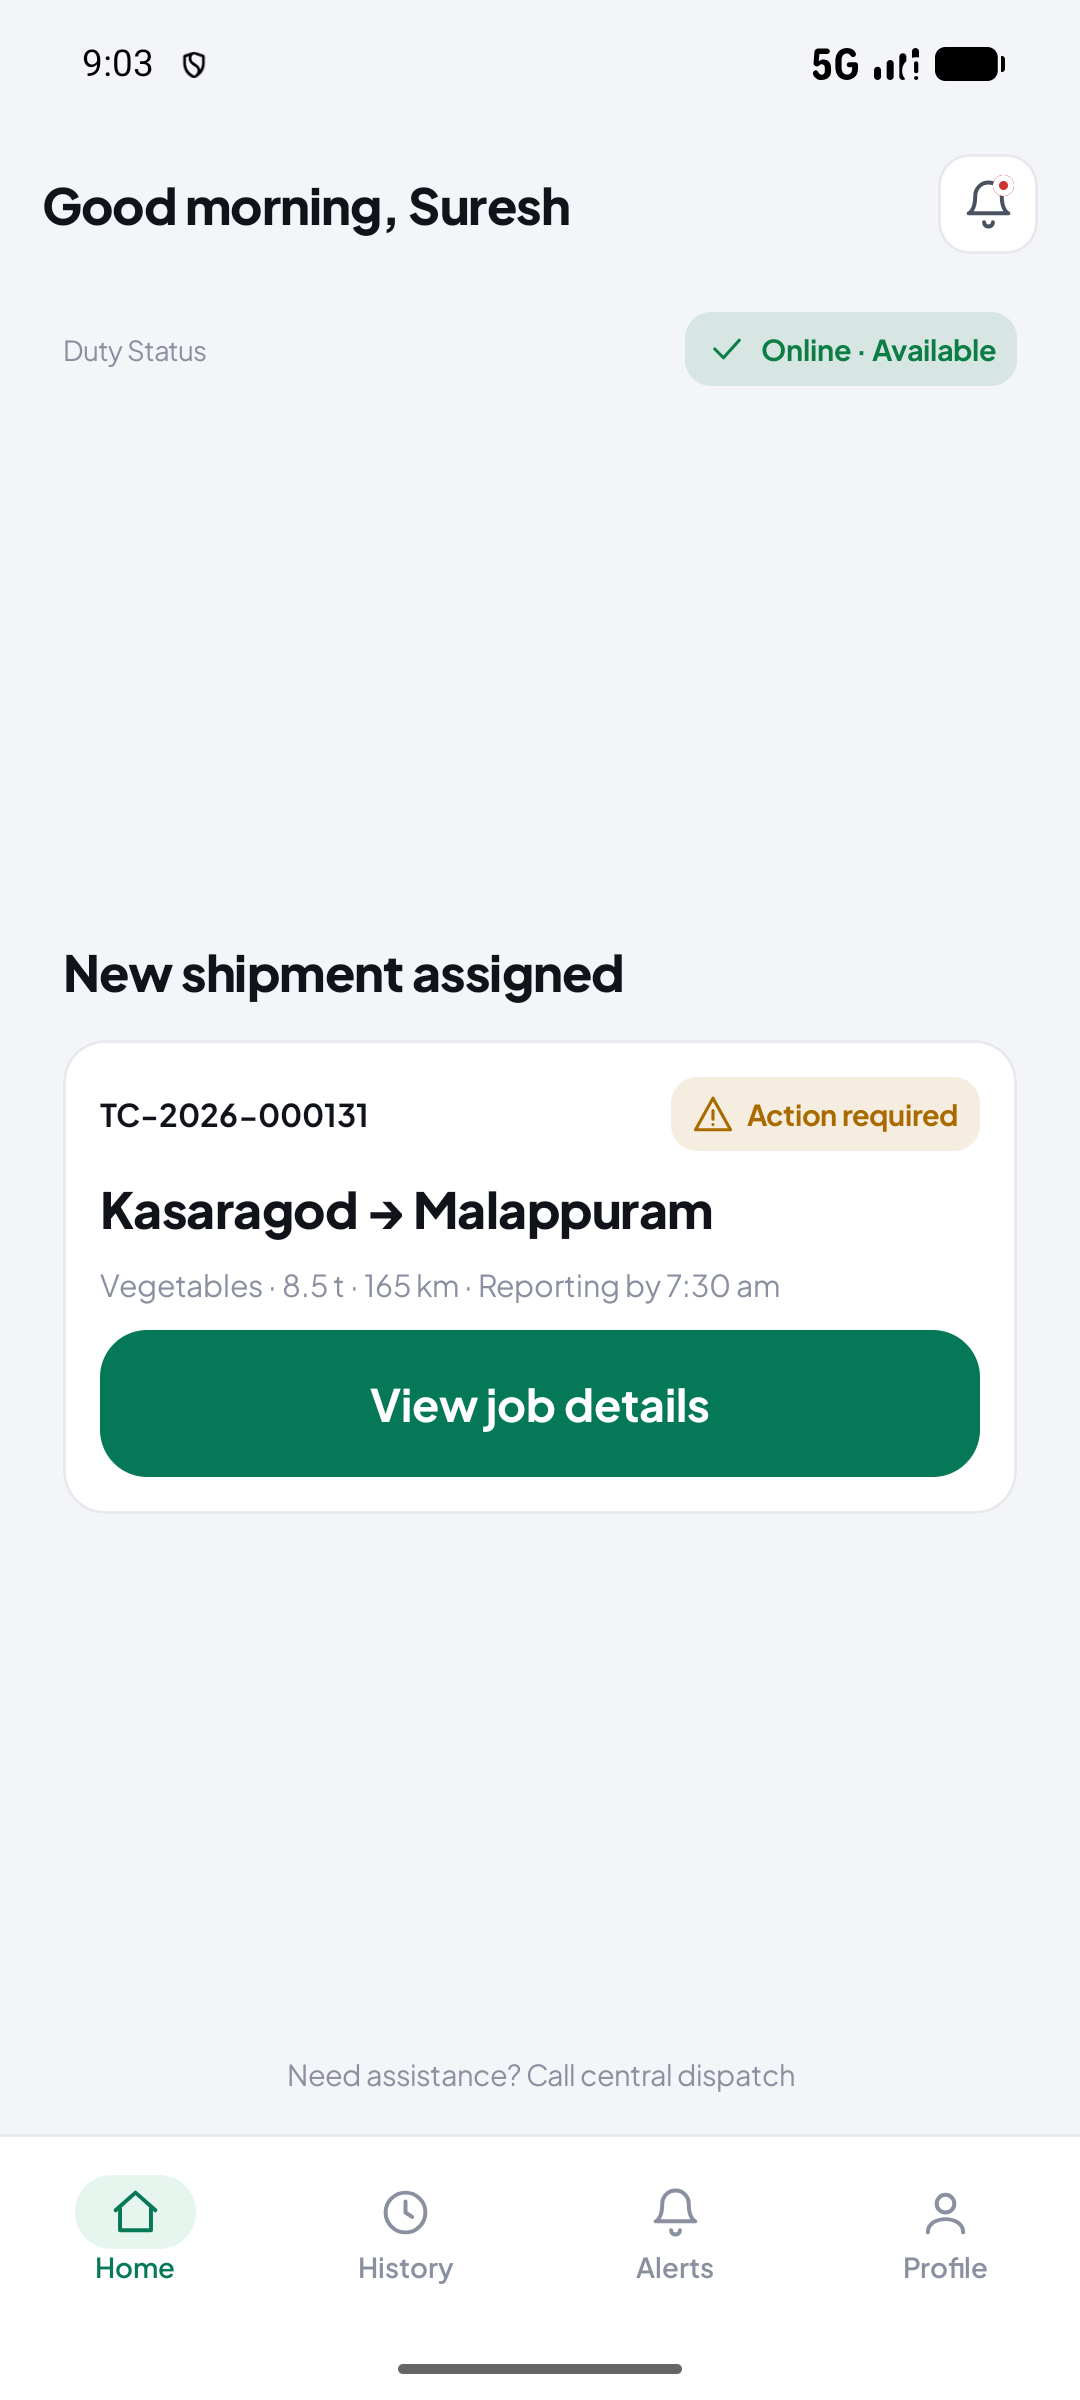 9:03
5G
Good morning, Suresh
Duty Status
Online · Available
New shipment assigned
TC-2026-000131
Action required
Kasaragod → Malappuram
Vegetables · 8.5 t · 165 km · Reporting by 7:30 am
View job details
Need assistance? Call central dispatch
Home
History
Alerts
Profile